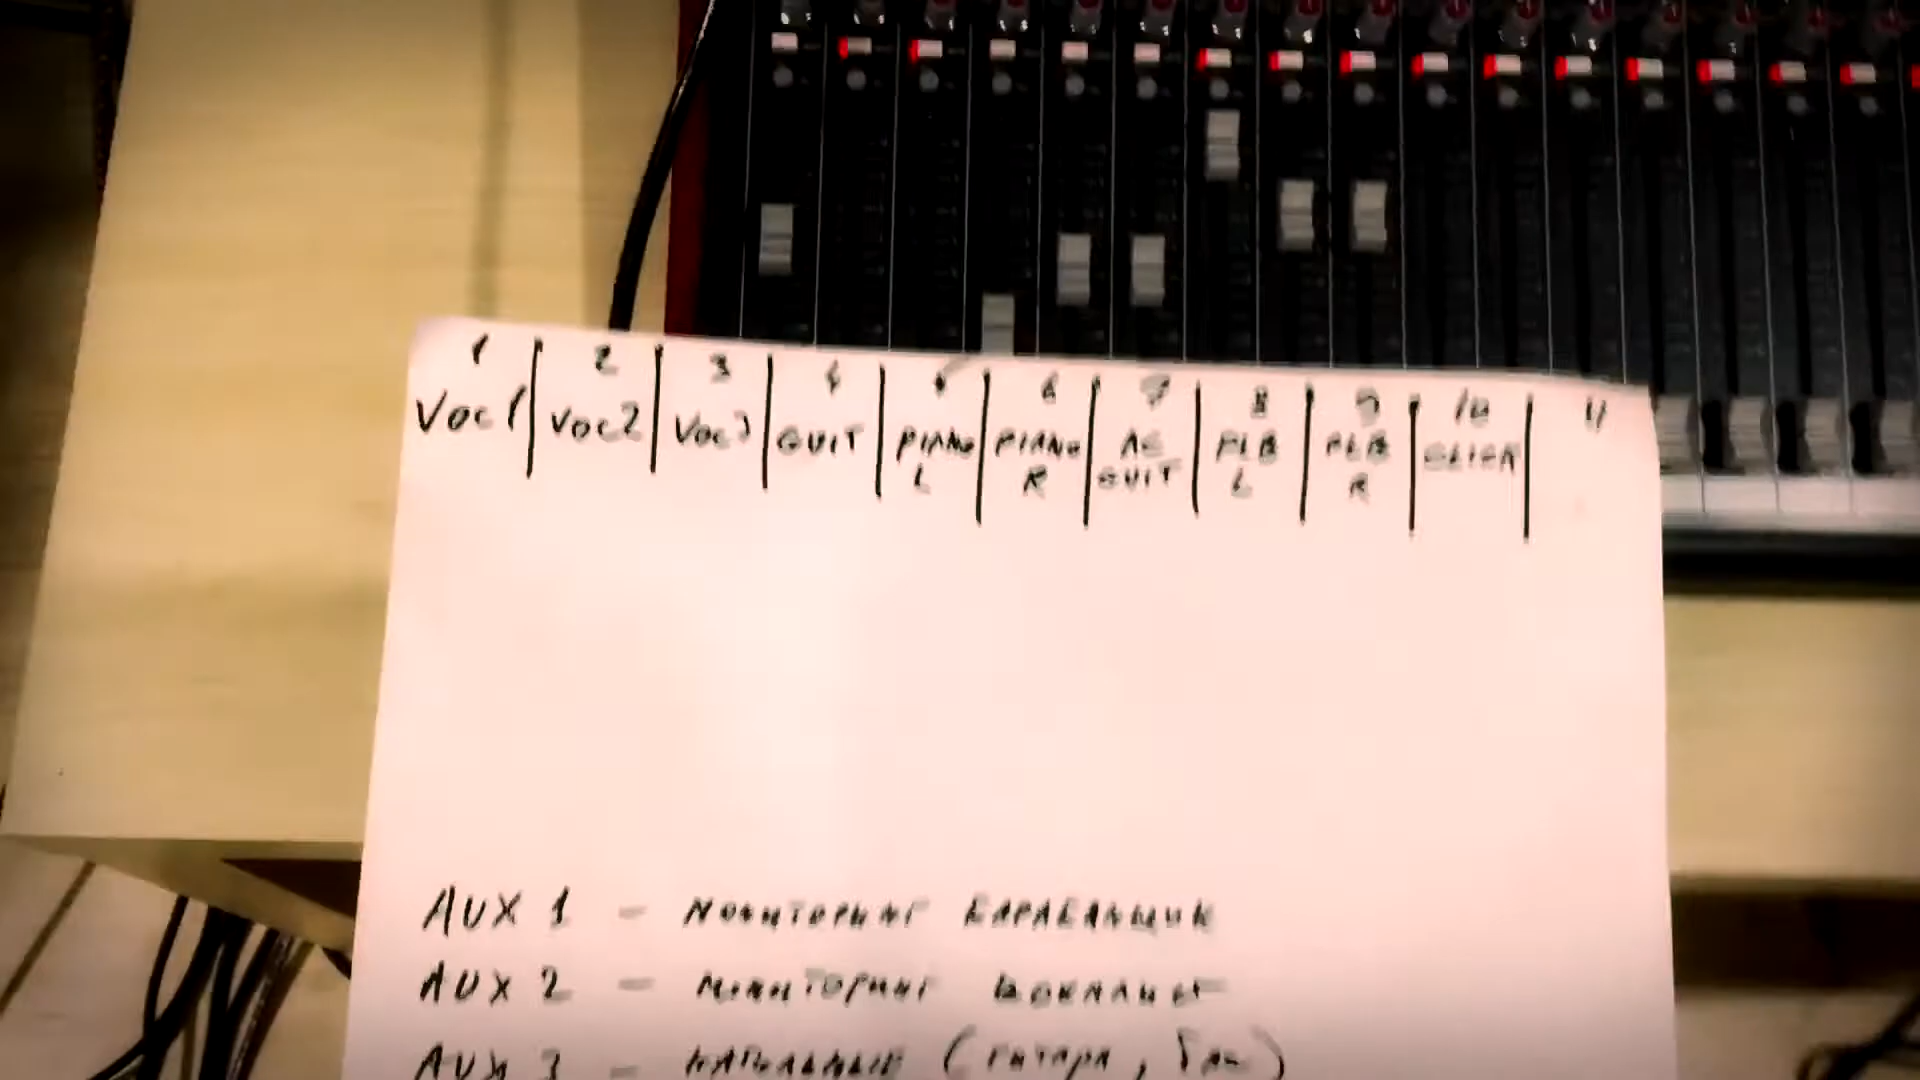 1 2 3 4 5 6 7 8 9 10 11
Voc1 Voc2 Voc3 GUIT PIANO PIANO AC PLB PLB CLICK
L R GUIT L R
AUX 1 - МОНИТОРИНГ БАРАБАНЩИК
AUX 2 - МОНИТОРИНГ ВОКАЛИСТ
AUX 3 - НАПОЛЬНЫЕ (ГИТАРА, БАС)